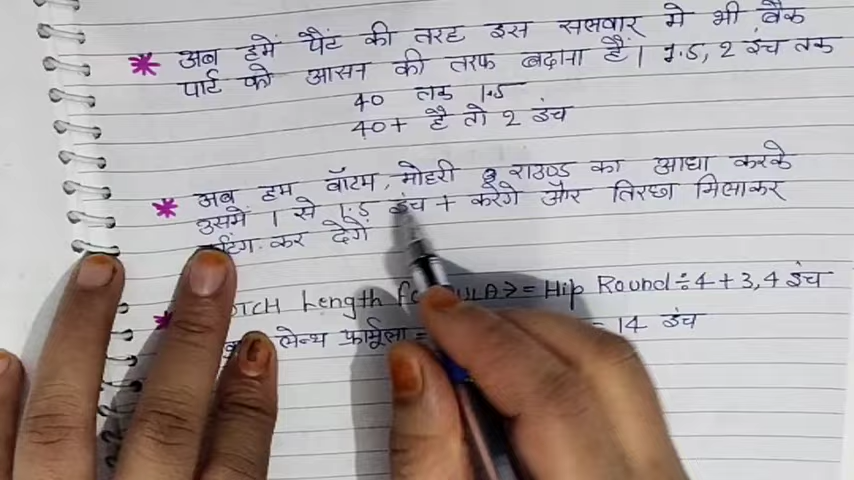 अब हमें पैंट की तरह इस सलवार मे भी बैक
पार्ट को आसन की तरफ बढ़ाना है। 1.5, 2 इंच तक
40 तक 1.5
40+ है तो 2 इंच
अब हम बॉटम, मोहरी राउण्ड का आधा करके
उसमें 1 से 1.5 इंच + करेंगे और तिरछा मिलाकर
कर देगें
Length = Hip Round ÷ 4 + 3, 4 इंच
लेन्थ फार्मूला = = 14 इंच